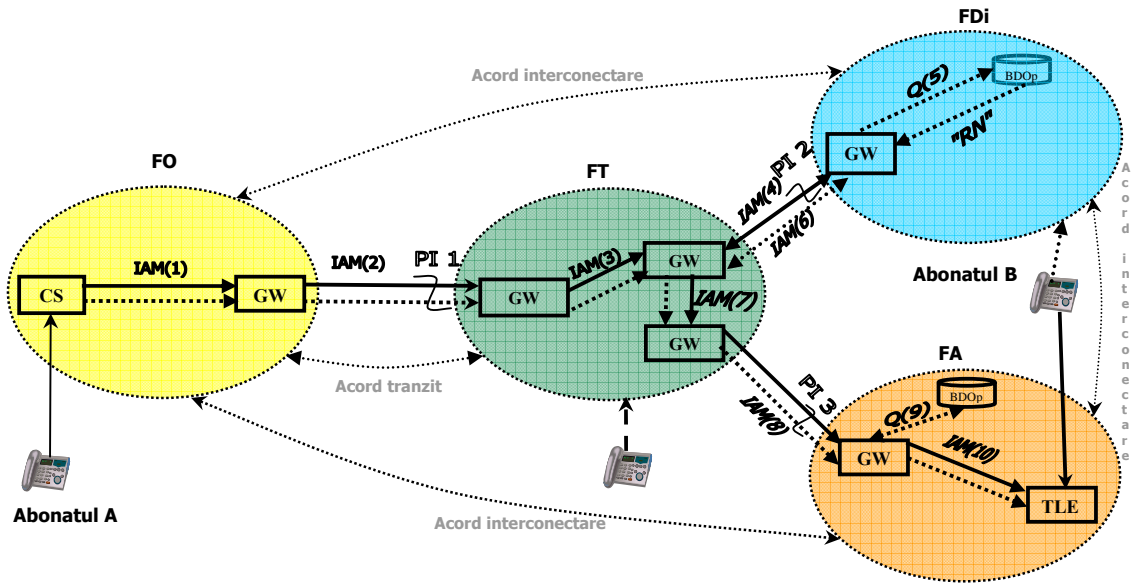 FDi
Acord interconectare
Q(5)
BDOp
"RN"
GW
PI 2
FO
FT
IAM(4)
IAM(6)
Acord interconectare
IAM(1)
IAM(2)
PI 1
IAM(3)
GW
Abonatul B
CS
GW
GW
IAM(7)
GW
FA
Acord tranzit
PI 3
BDOp
IAM(8)
Q(9)
GW
IAM(10)
TLE
Abonatul A
Acord interconectare